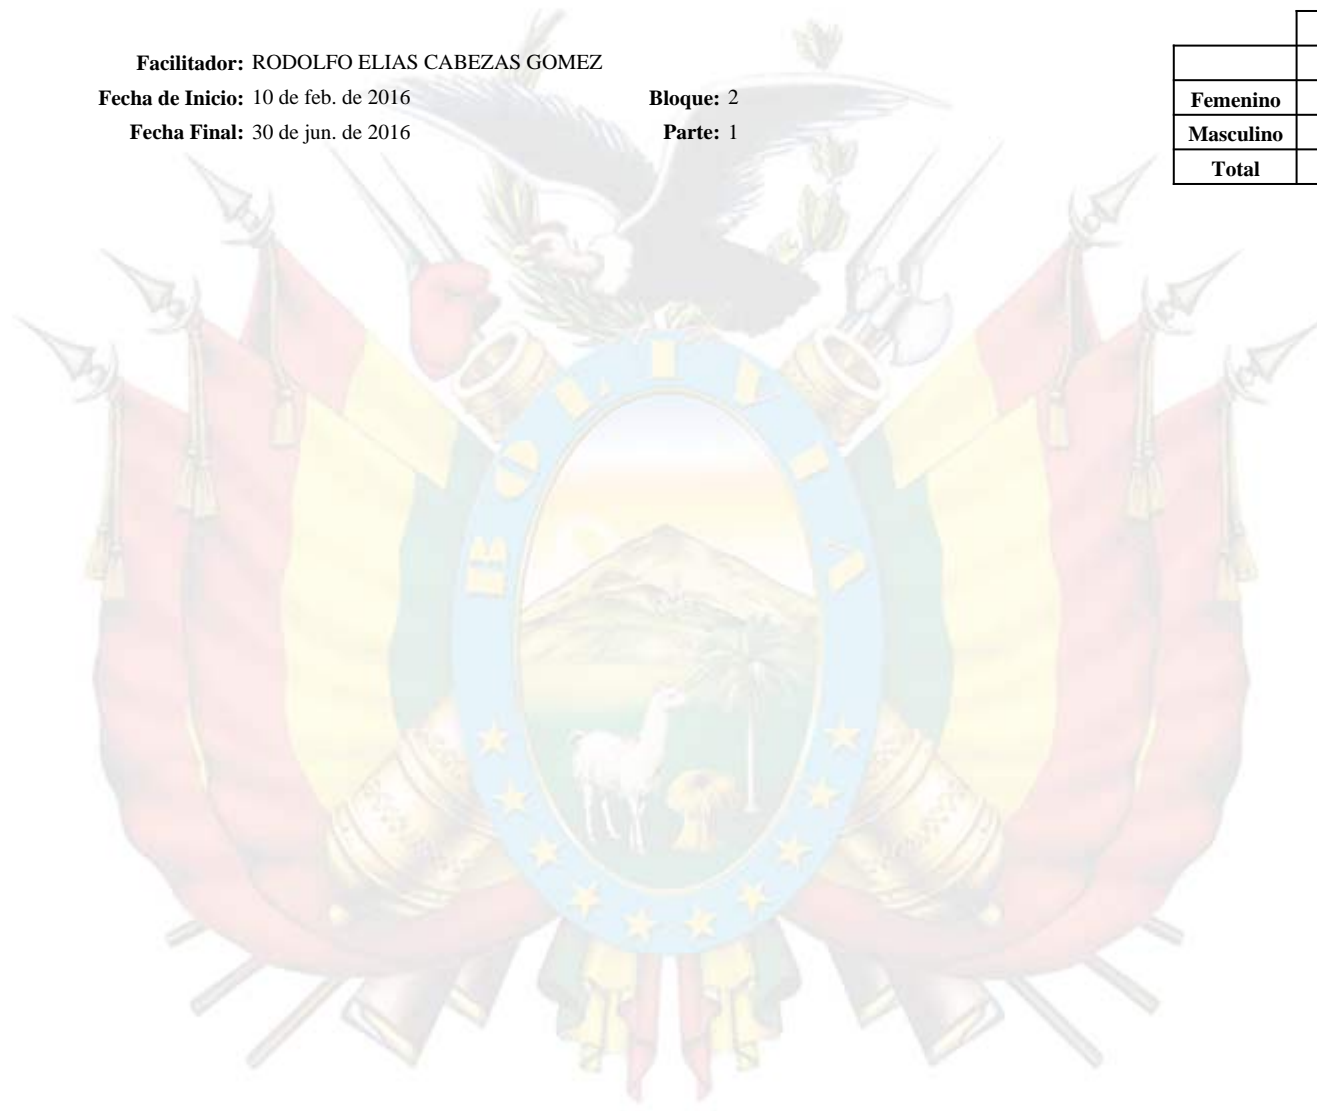 Facilitador: RODOLFO ELIAS CABEZAS GOMEZ
Fecha de Inicio: 10 de feb. de 2016 Bloque: 2
Fecha Final: 30 de jun. de 2016 Parte: 1
Femenino
Masculino
Total
BOLIVIA